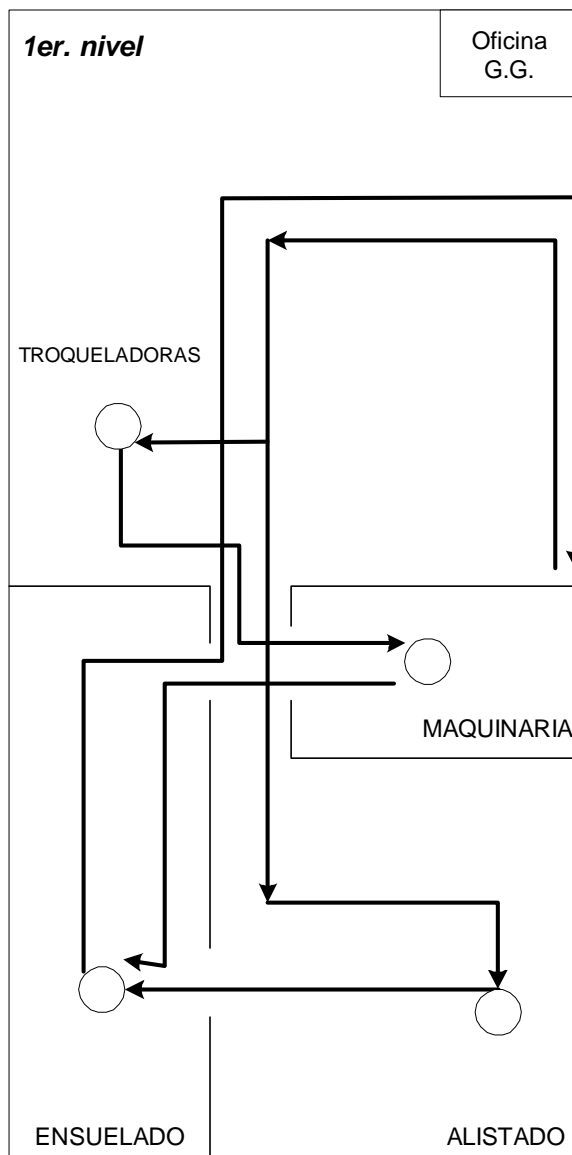 1er. nivel
Oficina
G.G.
TROQUELADORAS
MAQUINARIA
ENSUELADO
ALISTADO